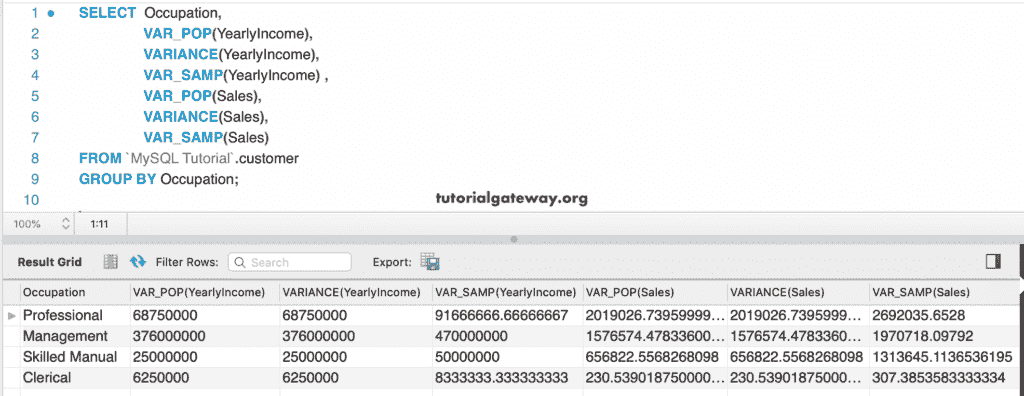 1 SELECT Occupation,
2 VAR_POP(YearlyIncome),
3 VARIANCE(YearlyIncome),
4 VAR_SAMP(YearlyIncome) ,
5 VAR_POP(Sales),
6 VARIANCE(Sales),
7 VAR_SAMP(Sales)
8 FROM `MySQL Tutorial`.customer
9 GROUP BY Occupation;
10
tutorialgateway.org
100% 1:11
Result Grid Filter Rows: Search Export:
Occupation VAR_POP(YearlyIncome) VARIANCE(YearlyIncome) VAR_SAMP(YearlyIncome) VAR_POP(Sales) VARIANCE(Sales) VAR_SAMP(Sales)
Professional 68750000 68750000 91666666.66666667 2019026.73959999... 2019026.7395999... 2692035.6528
Management 376000000 376000000 470000000 1576574.47833600... 1576574.4783360... 1970718.09792
Skilled Manual 25000000 25000000 50000000 656822.5568268098 656822.5568268098 1313645.1136536195
Clerical 6250000 6250000 8333333.333333333 230.539018750000... 230.53901875000... 307.3853583333334